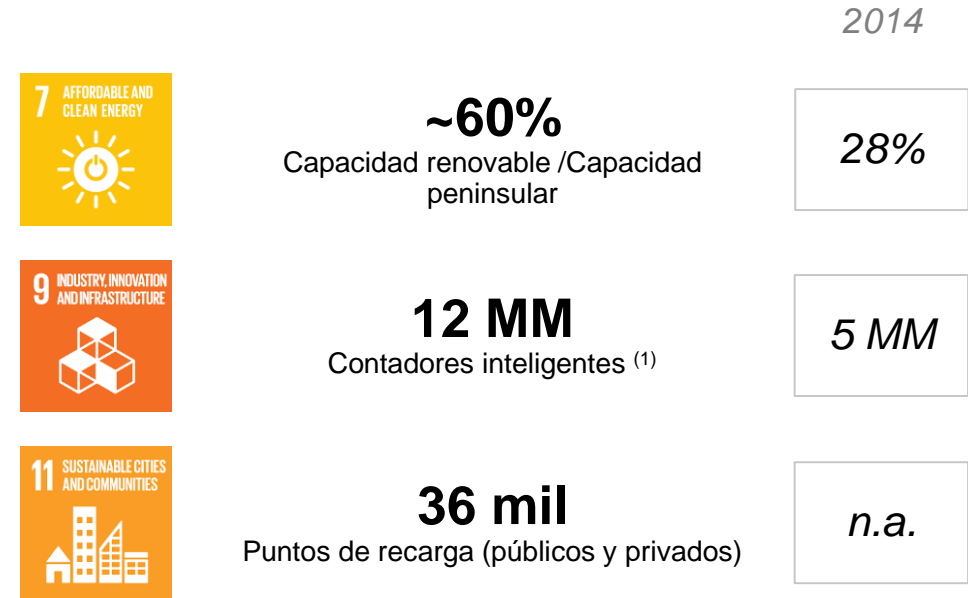 2014
7 AFFORDABLE AND
CLEAN ENERGY
~60%
Capacidad renovable /Capacidad
peninsular
28%
9 INDUSTRY, INNOVATION
AND INFRASTRUCTURE
12 MM
Contadores inteligentes (1)
5 MM
11 SUSTAINABLE CITIES
AND COMMUNITIES
36 mil
Puntos de recarga (públicos y privados)
n.a.